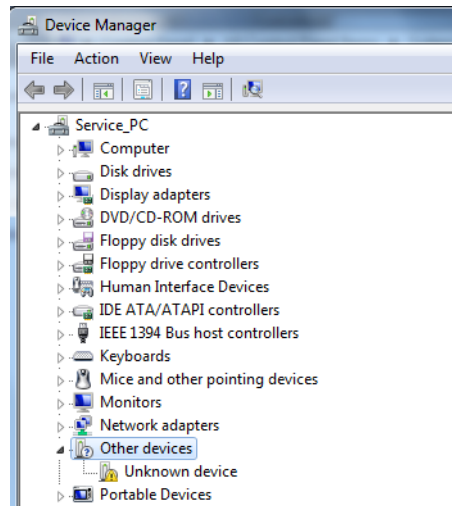 Device Manager
File Action View Help
Service_PC
Computer
Disk drives
Display adapters
DVD/CD-ROM drives
Floppy disk drives
Floppy drive controllers
Human Interface Devices
IDE ATA/ATAPI controllers
IEEE 1394 Bus host controllers
Keyboards
Mice and other pointing devices
Monitors
Network adapters
Other devices
Unknown device
Portable Devices